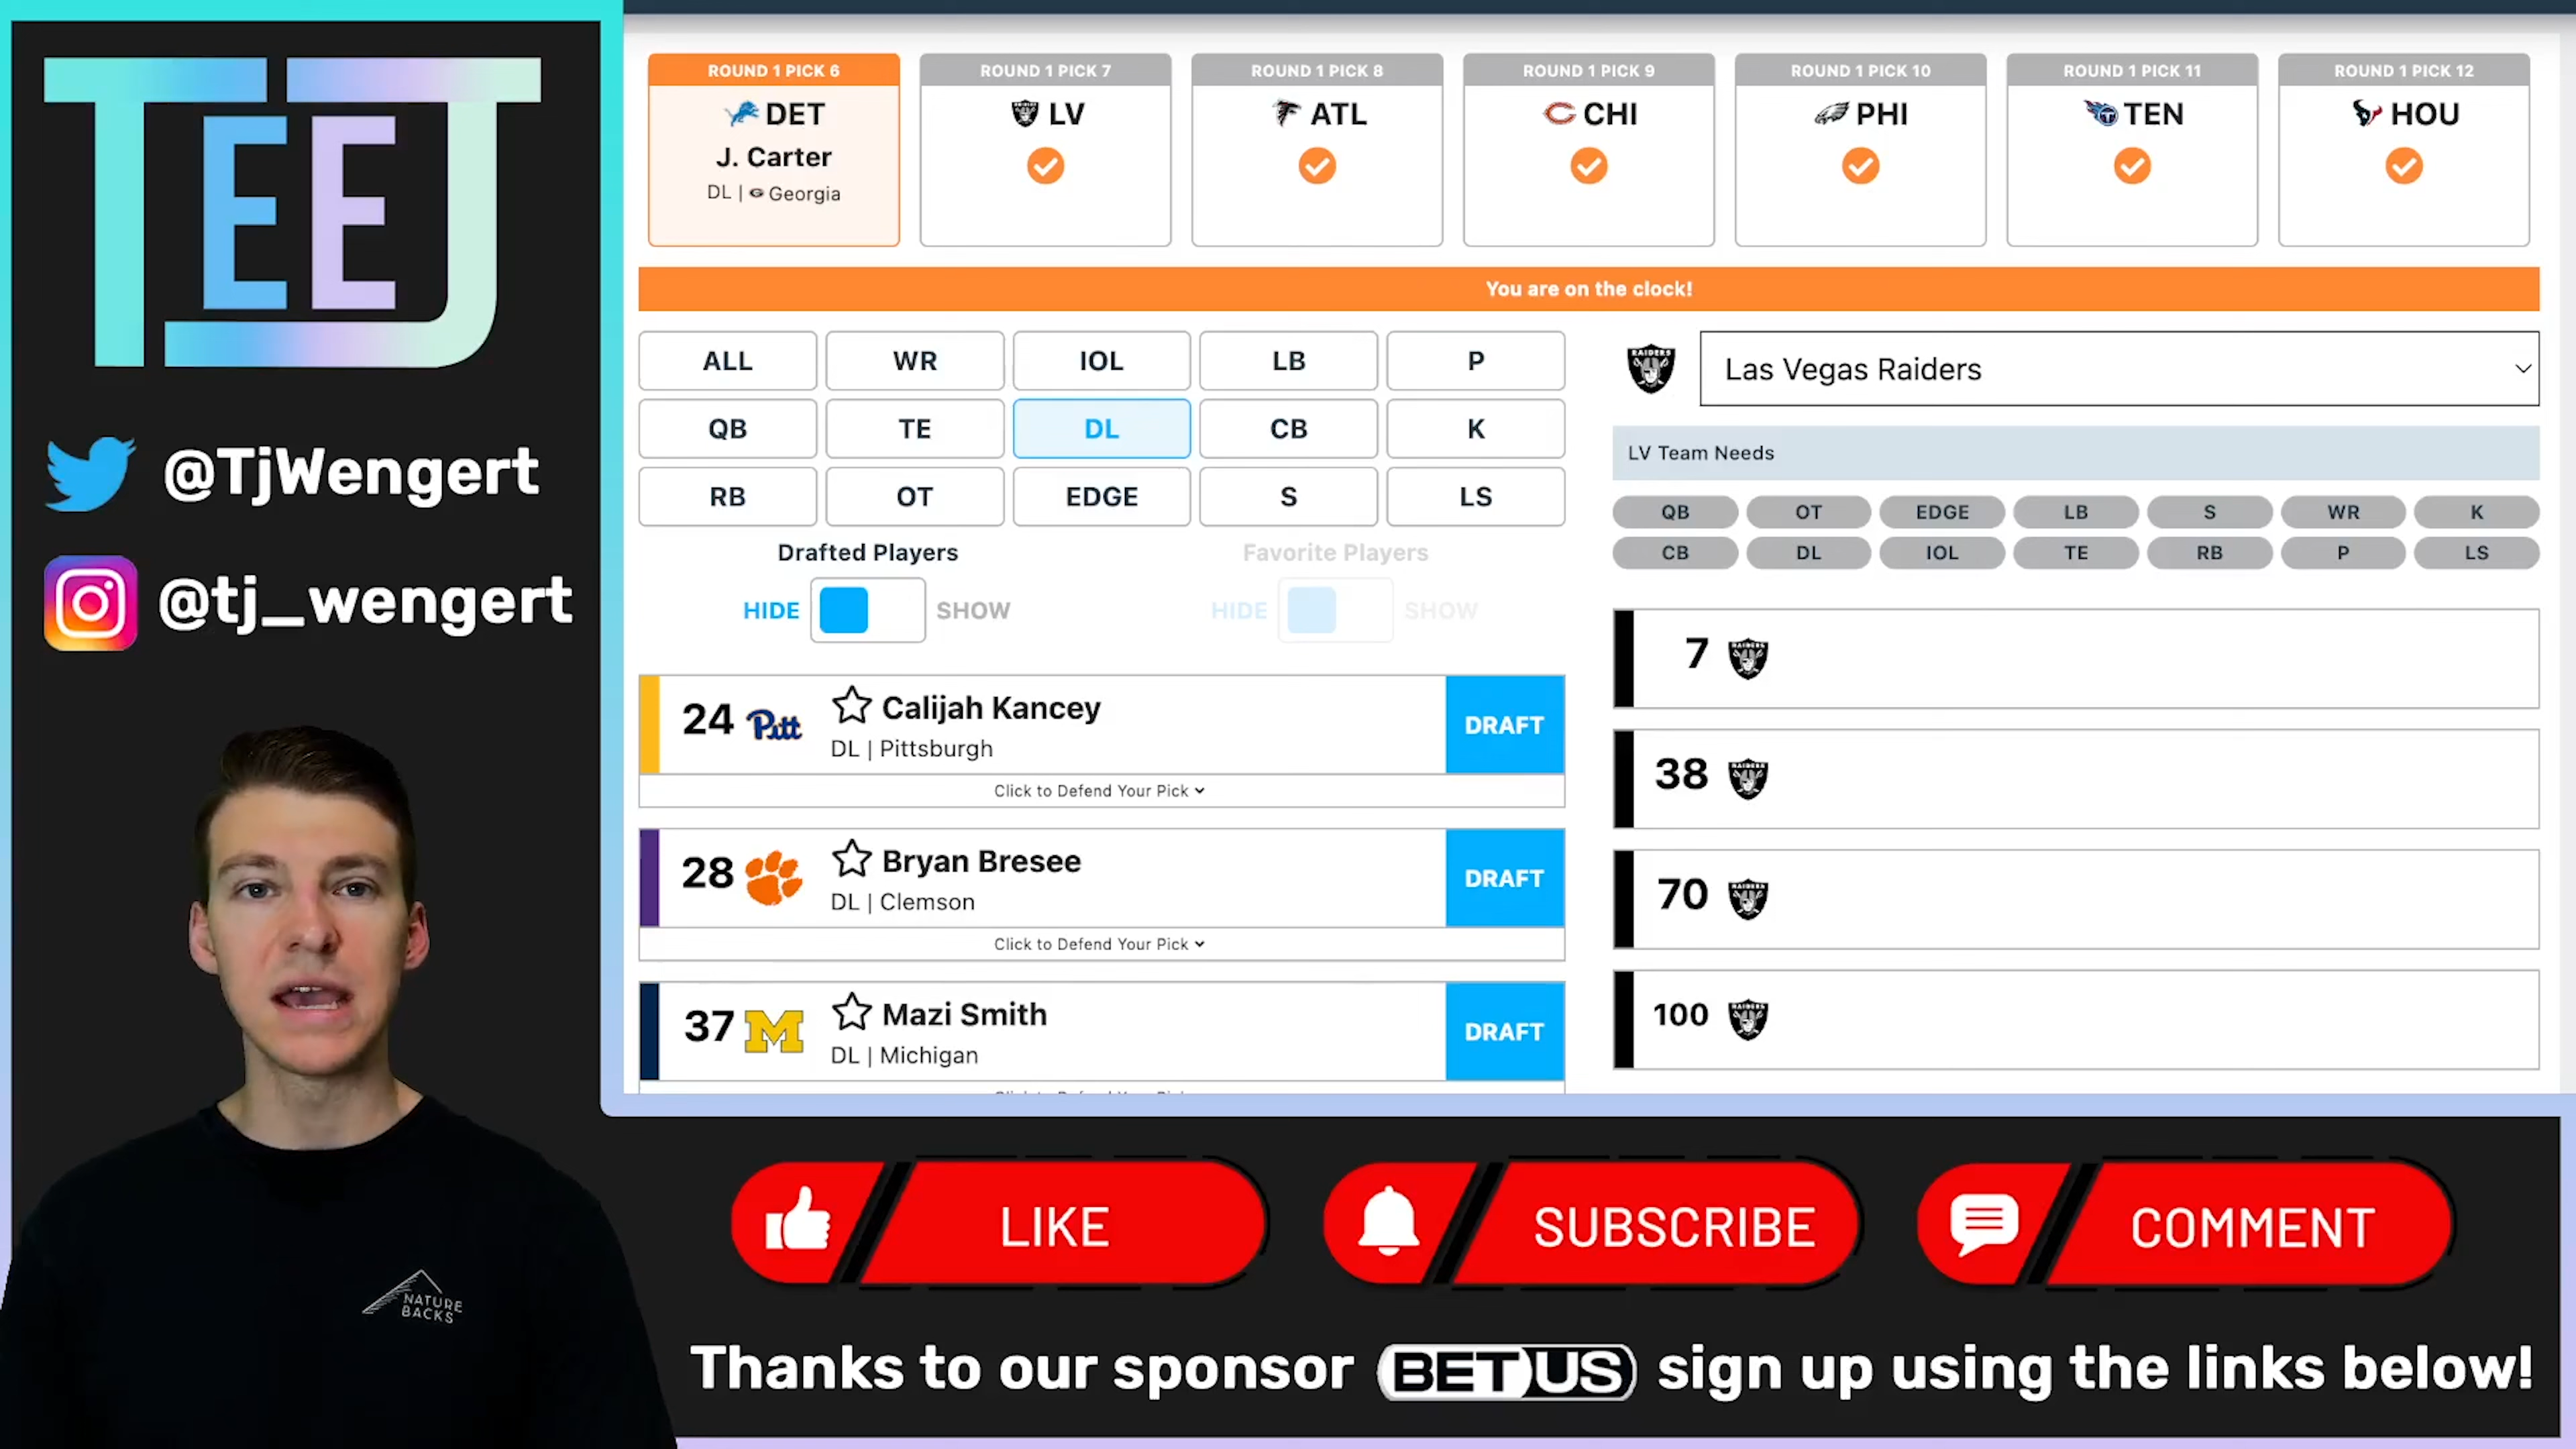 TEEJ
@TjWengert
@tj_wengert
NATURE
BACKS
ROUND 1 PICK 6
DET
J. Carter
DL | G Georgia
ROUND 1 PICK 7
LV
ROUND 1 PICK 8
ATL
ROUND 1 PICK 9
CHI
ROUND 1 PICK 10
PHI
ROUND 1 PICK 11
TEN
ROUND 1 PICK 12
HOU
You are on the clock!
ALL WR IOL LB P
QB TE DL CB K
RB OT EDGE S LS
Drafted Players
HIDE SHOW
Favorite Players
HIDE SHOW
24 Pitt Calijah Kancey
DL | Pittsburgh
DRAFT
Click to Defend Your Pick
28 Bryan Bresee
DL | Clemson
DRAFT
Click to Defend Your Pick
37 M Mazi Smith
DL | Michigan
DRAFT
RAIDERS
Las Vegas Raiders
LV Team Needs
QB OT EDGE LB S WR K
CB DL IOL TE RB P LS
7 RAIDERS
38 RAIDERS
70 RAIDERS
100 RAIDERS
LIKE
SUBSCRIBE
COMMENT
Thanks to our sponsor BETUS sign up using the links below!